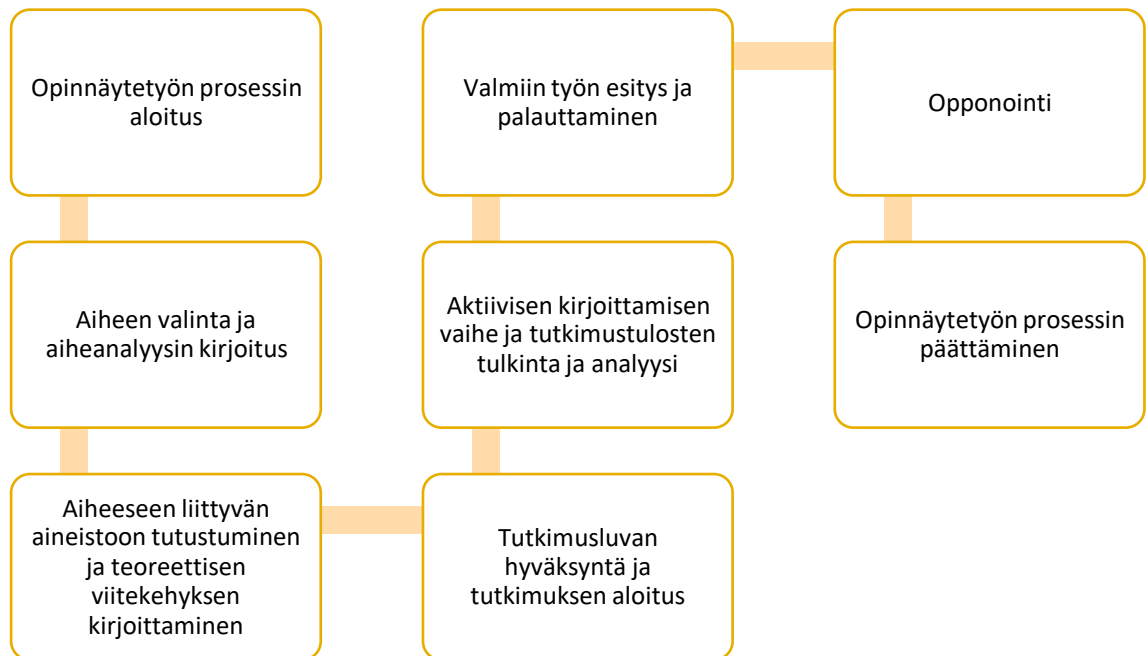 Opinnäytetyön prosessin
aloitus
Aiheen valinta ja
aiheanalyysin kirjoitus
Aiheeseen liittyvän
aineistoon tutustuminen
ja teoreettisen
viitekehyksen
kirjoittaminen
Tutkimusluvan
hyväksyntä ja
tutkimuksen aloitus
Aktiivisen kirjoittamisen
vaihe ja tutkimustulosten
tulkinta ja analyysi
Valmiin työn esitys ja
palauttaminen
Opponointi
Opinnäytetyön prosessin
päättäminen